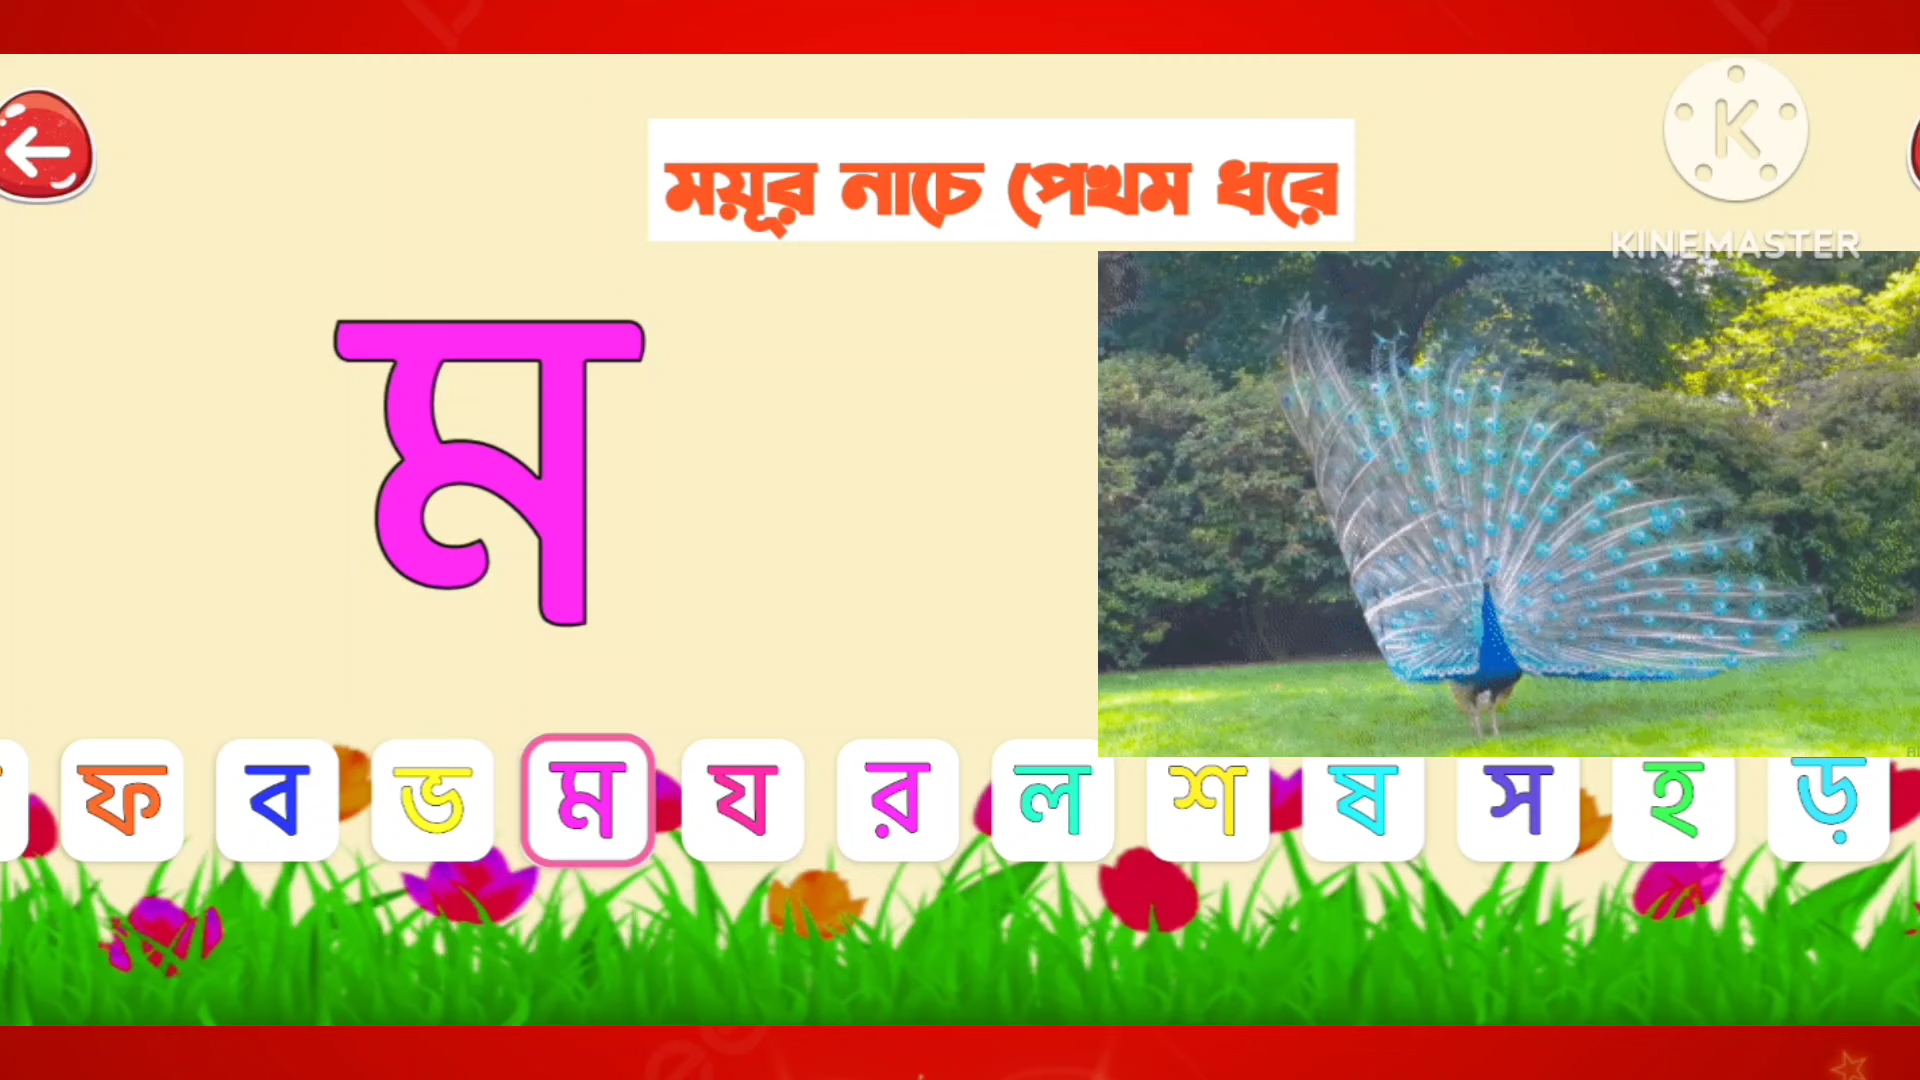 ময়ূর নাচে পেখম ধরে
K
KINEMASTER
ম
ফ ব ভ ম য র ল শ ষ স হ ড়